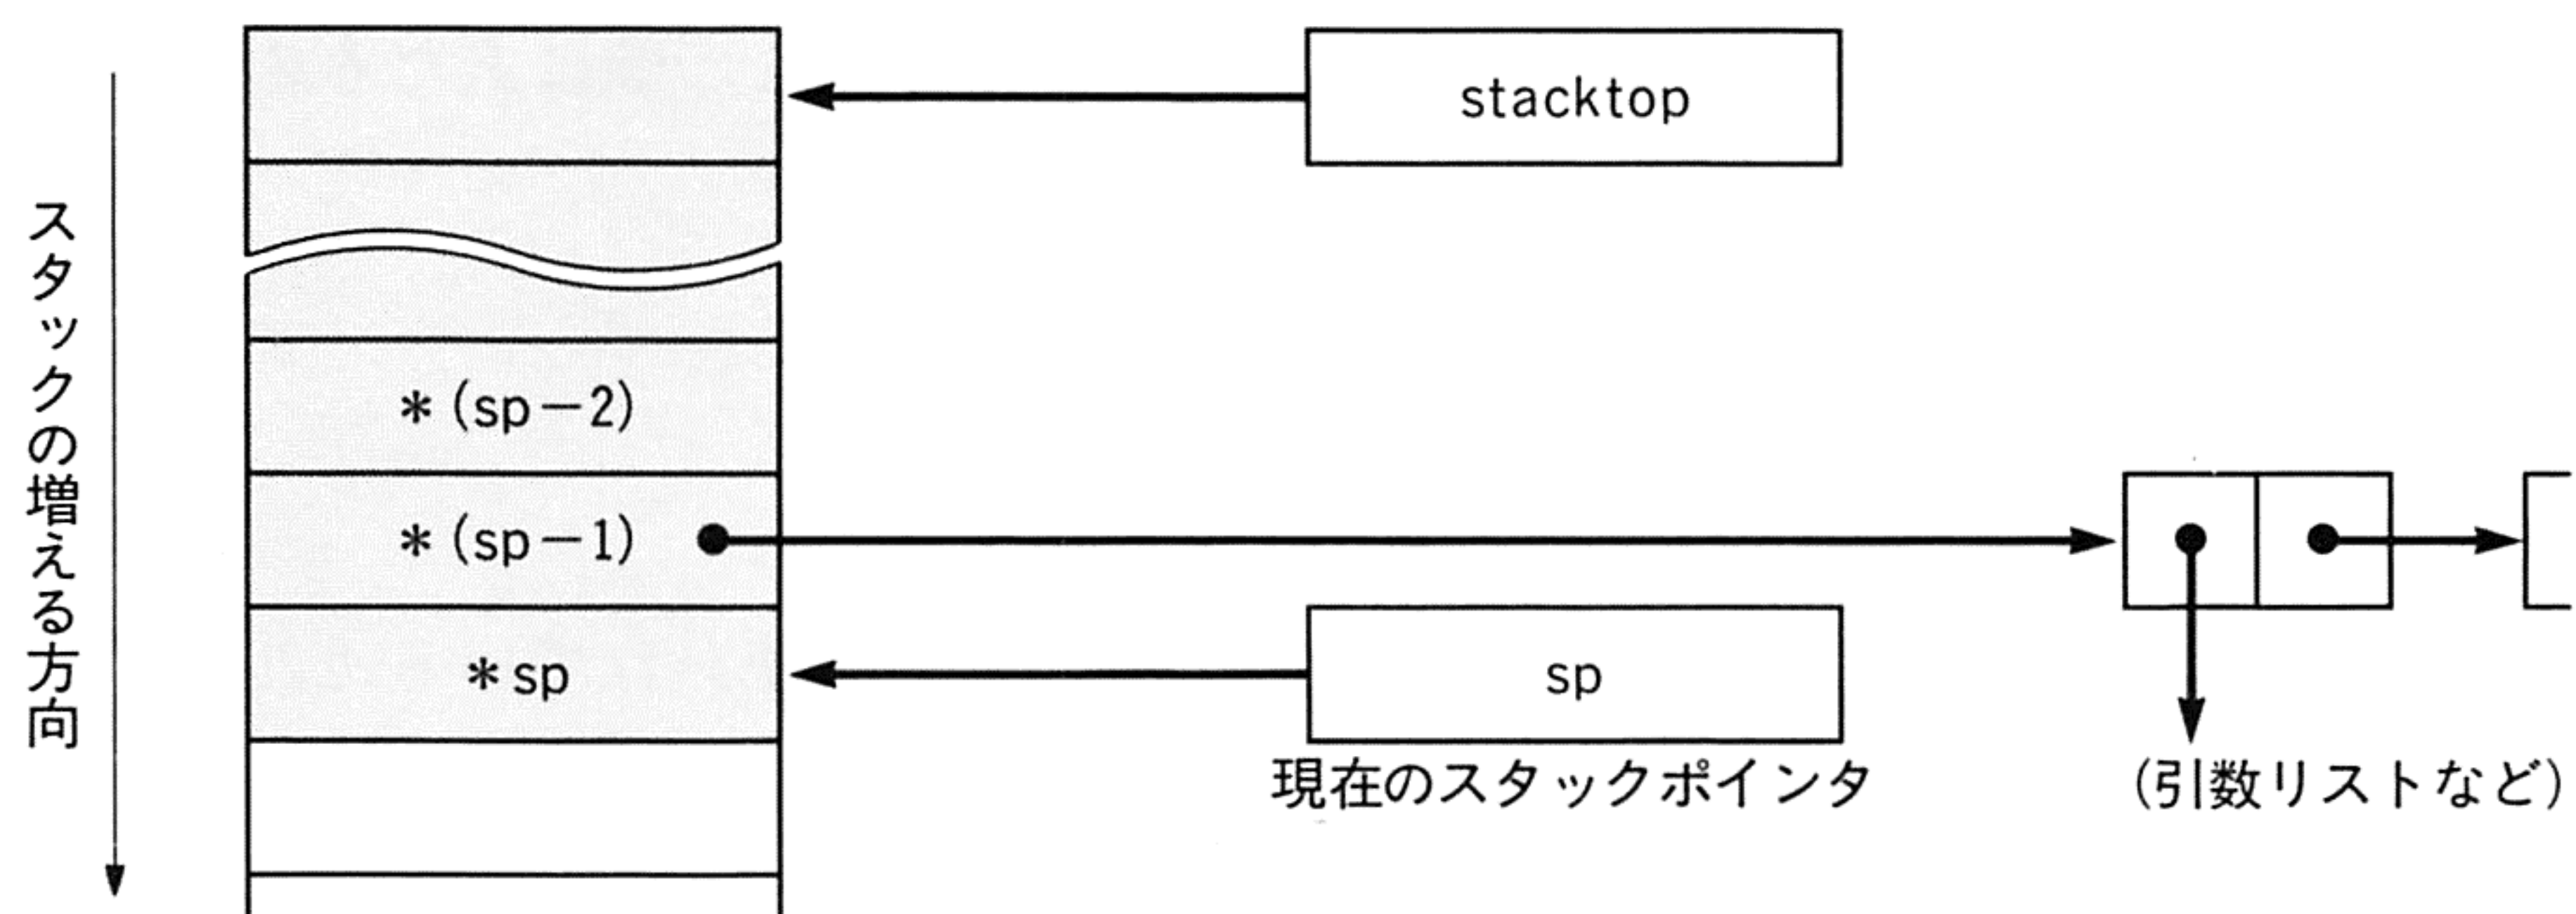 スタックの増える方向
stacktop
*(sp-2)
*(sp-1)
*sp
sp
現在のスタックポインタ
(引数リストなど)